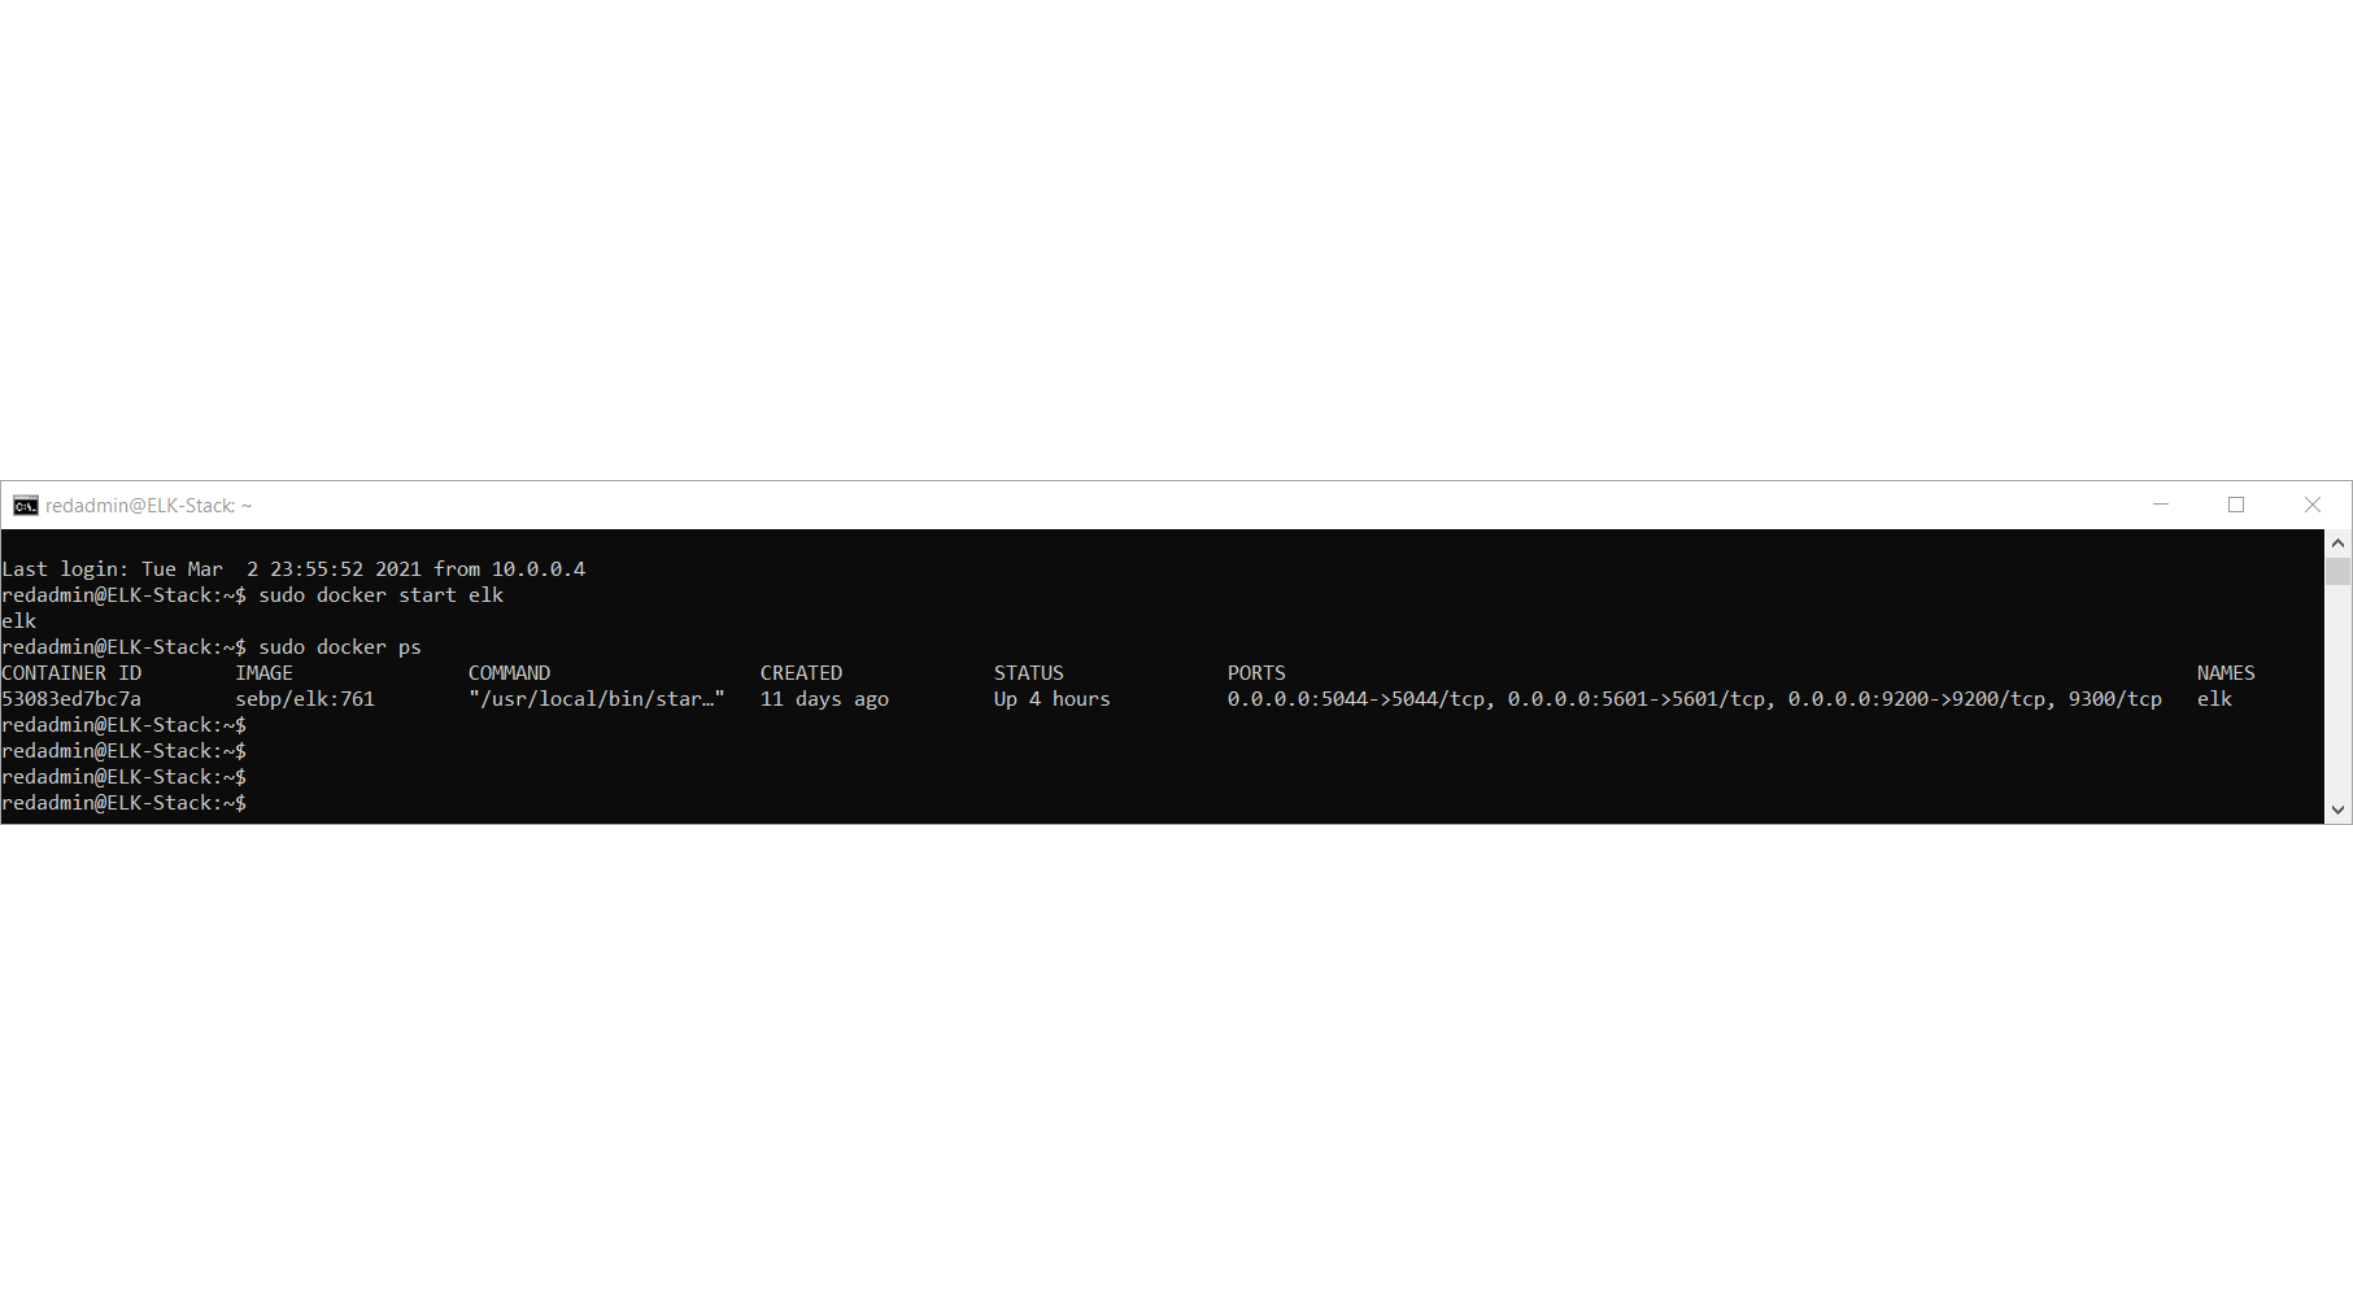 redadmin@ELK-Stack: ~
Last login: Tue Mar  2 23:55:52 2021 from 10.0.0.4
redadmin@ELK-Stack:~$ sudo docker start elk
elk
redadmin@ELK-Stack:~$ sudo docker ps
CONTAINER ID        IMAGE               COMMAND                  CREATED             STATUS              PORTS                                                                              NAMES
53083ed7bc7a        sebp/elk:761        "/usr/local/bin/star…"   11 days ago         Up 4 hours          0.0.0.0:5044->5044/tcp, 0.0.0.0:5601->5601/tcp, 0.0.0.0:9200->9200/tcp, 9300/tcp   elk
redadmin@ELK-Stack:~$
redadmin@ELK-Stack:~$
redadmin@ELK-Stack:~$
redadmin@ELK-Stack:~$